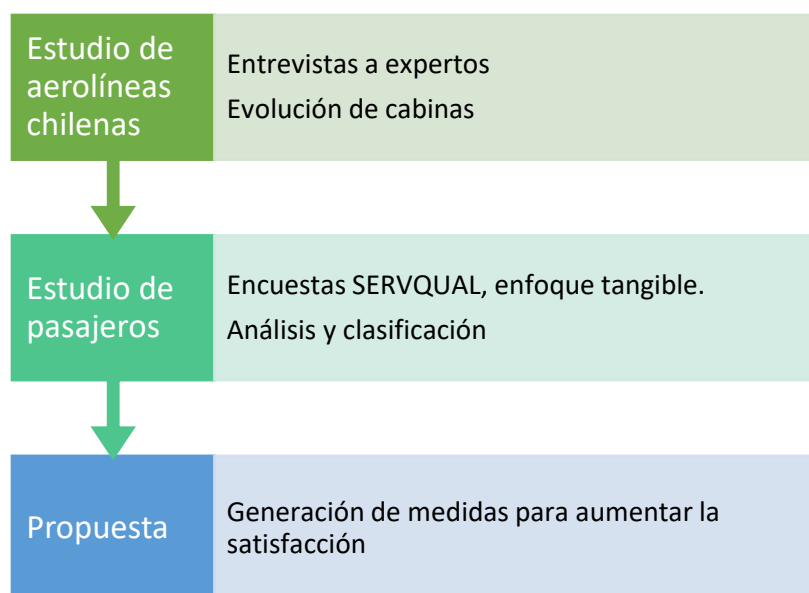 Estudio de
aerolíneas
chilenas
Entrevistas a expertos
Evolución de cabinas
Estudio de
pasajeros
Encuestas SERVQUAL, enfoque tangible.
Análisis y clasificación
Propuesta
Generación de medidas para aumentar la
satisfacción